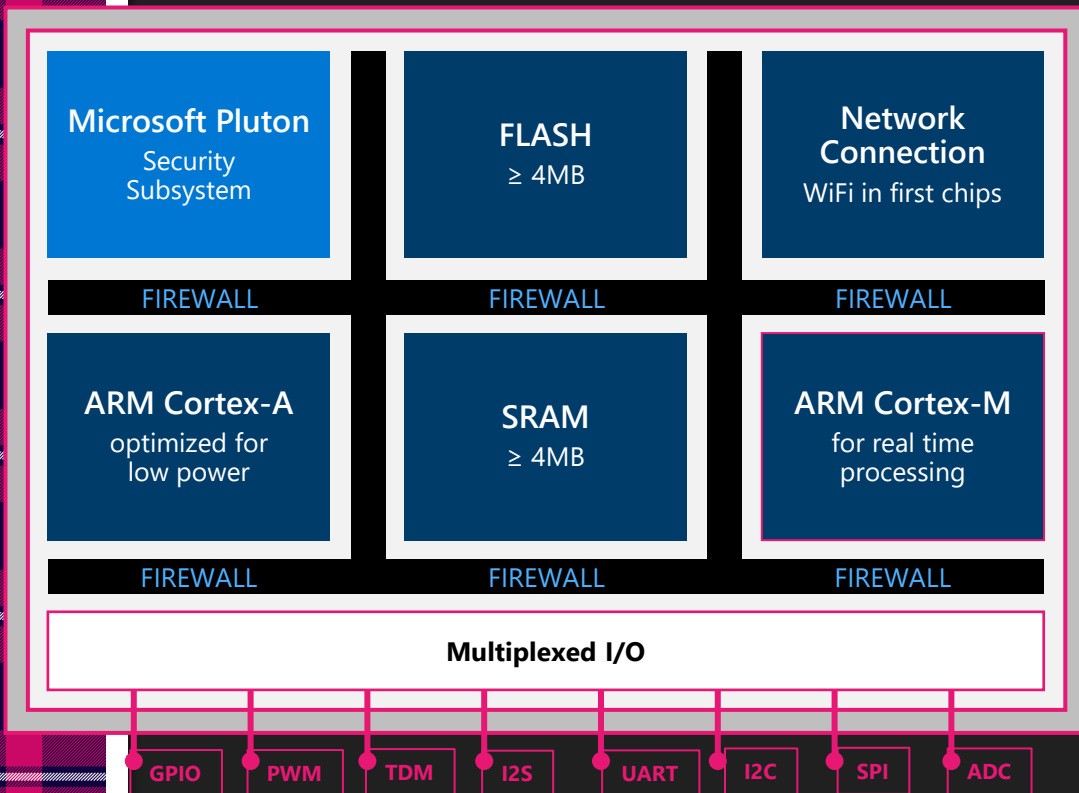 Microsoft Pluton
Security
Subsystem
FLASH
≥ 4MB
Network
Connection
WiFi in first chips
FIREWALL
FIREWALL
FIREWALL
ARM Cortex-A
optimized for
low power
SRAM
≥ 4MB
ARM Cortex-M
for real time
processing
FIREWALL
FIREWALL
FIREWALL
Multiplexed I/O
GPIO
PWM
TDM
I2S
UART
I2C
SPI
ADC